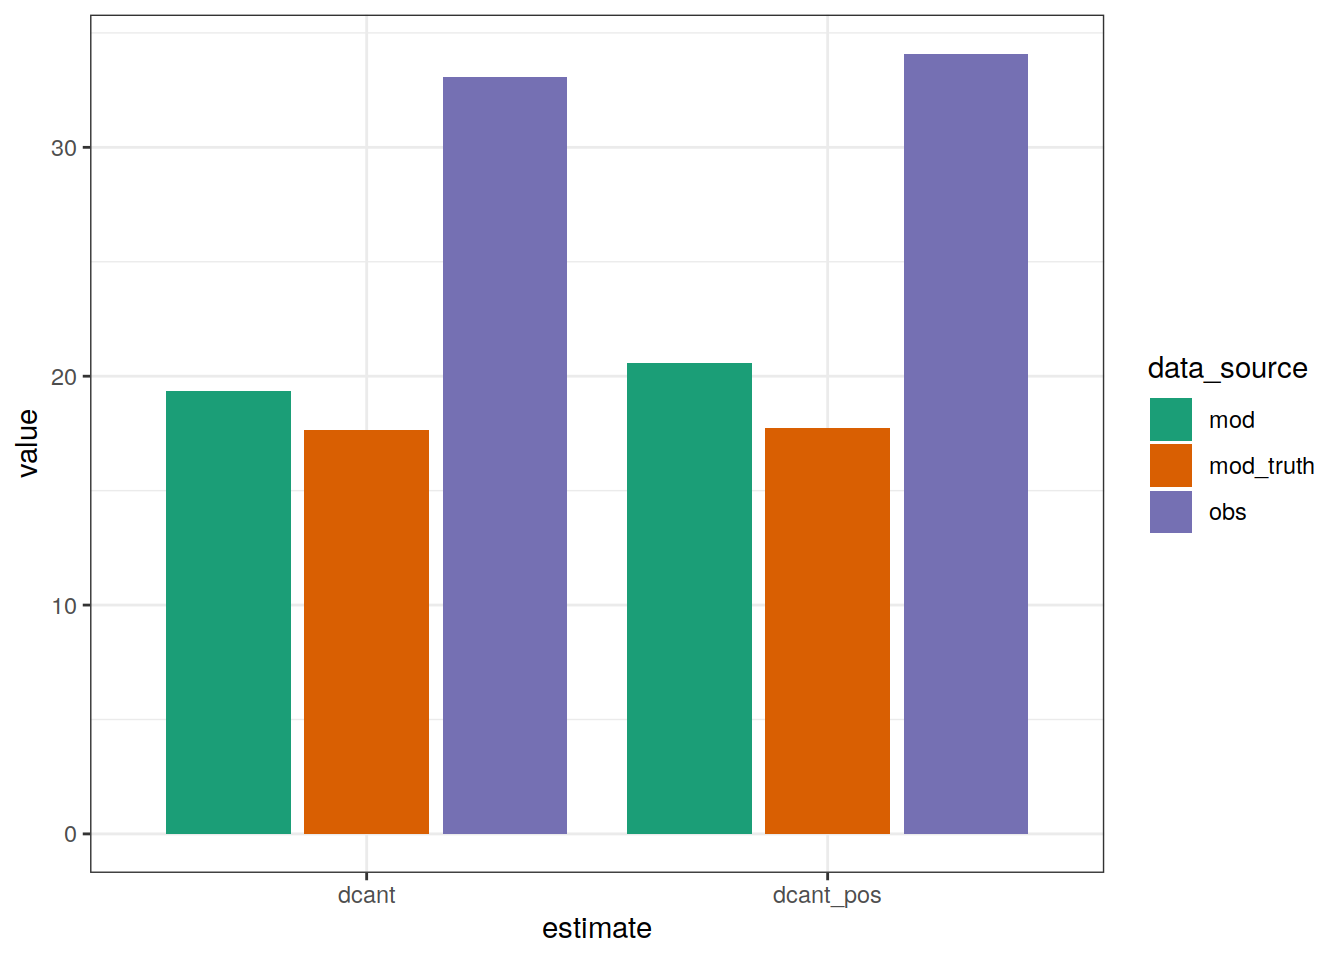 30
20
10
0
value
dcant
dcant_pos
estimate
data_source
mod
mod_truth
obs